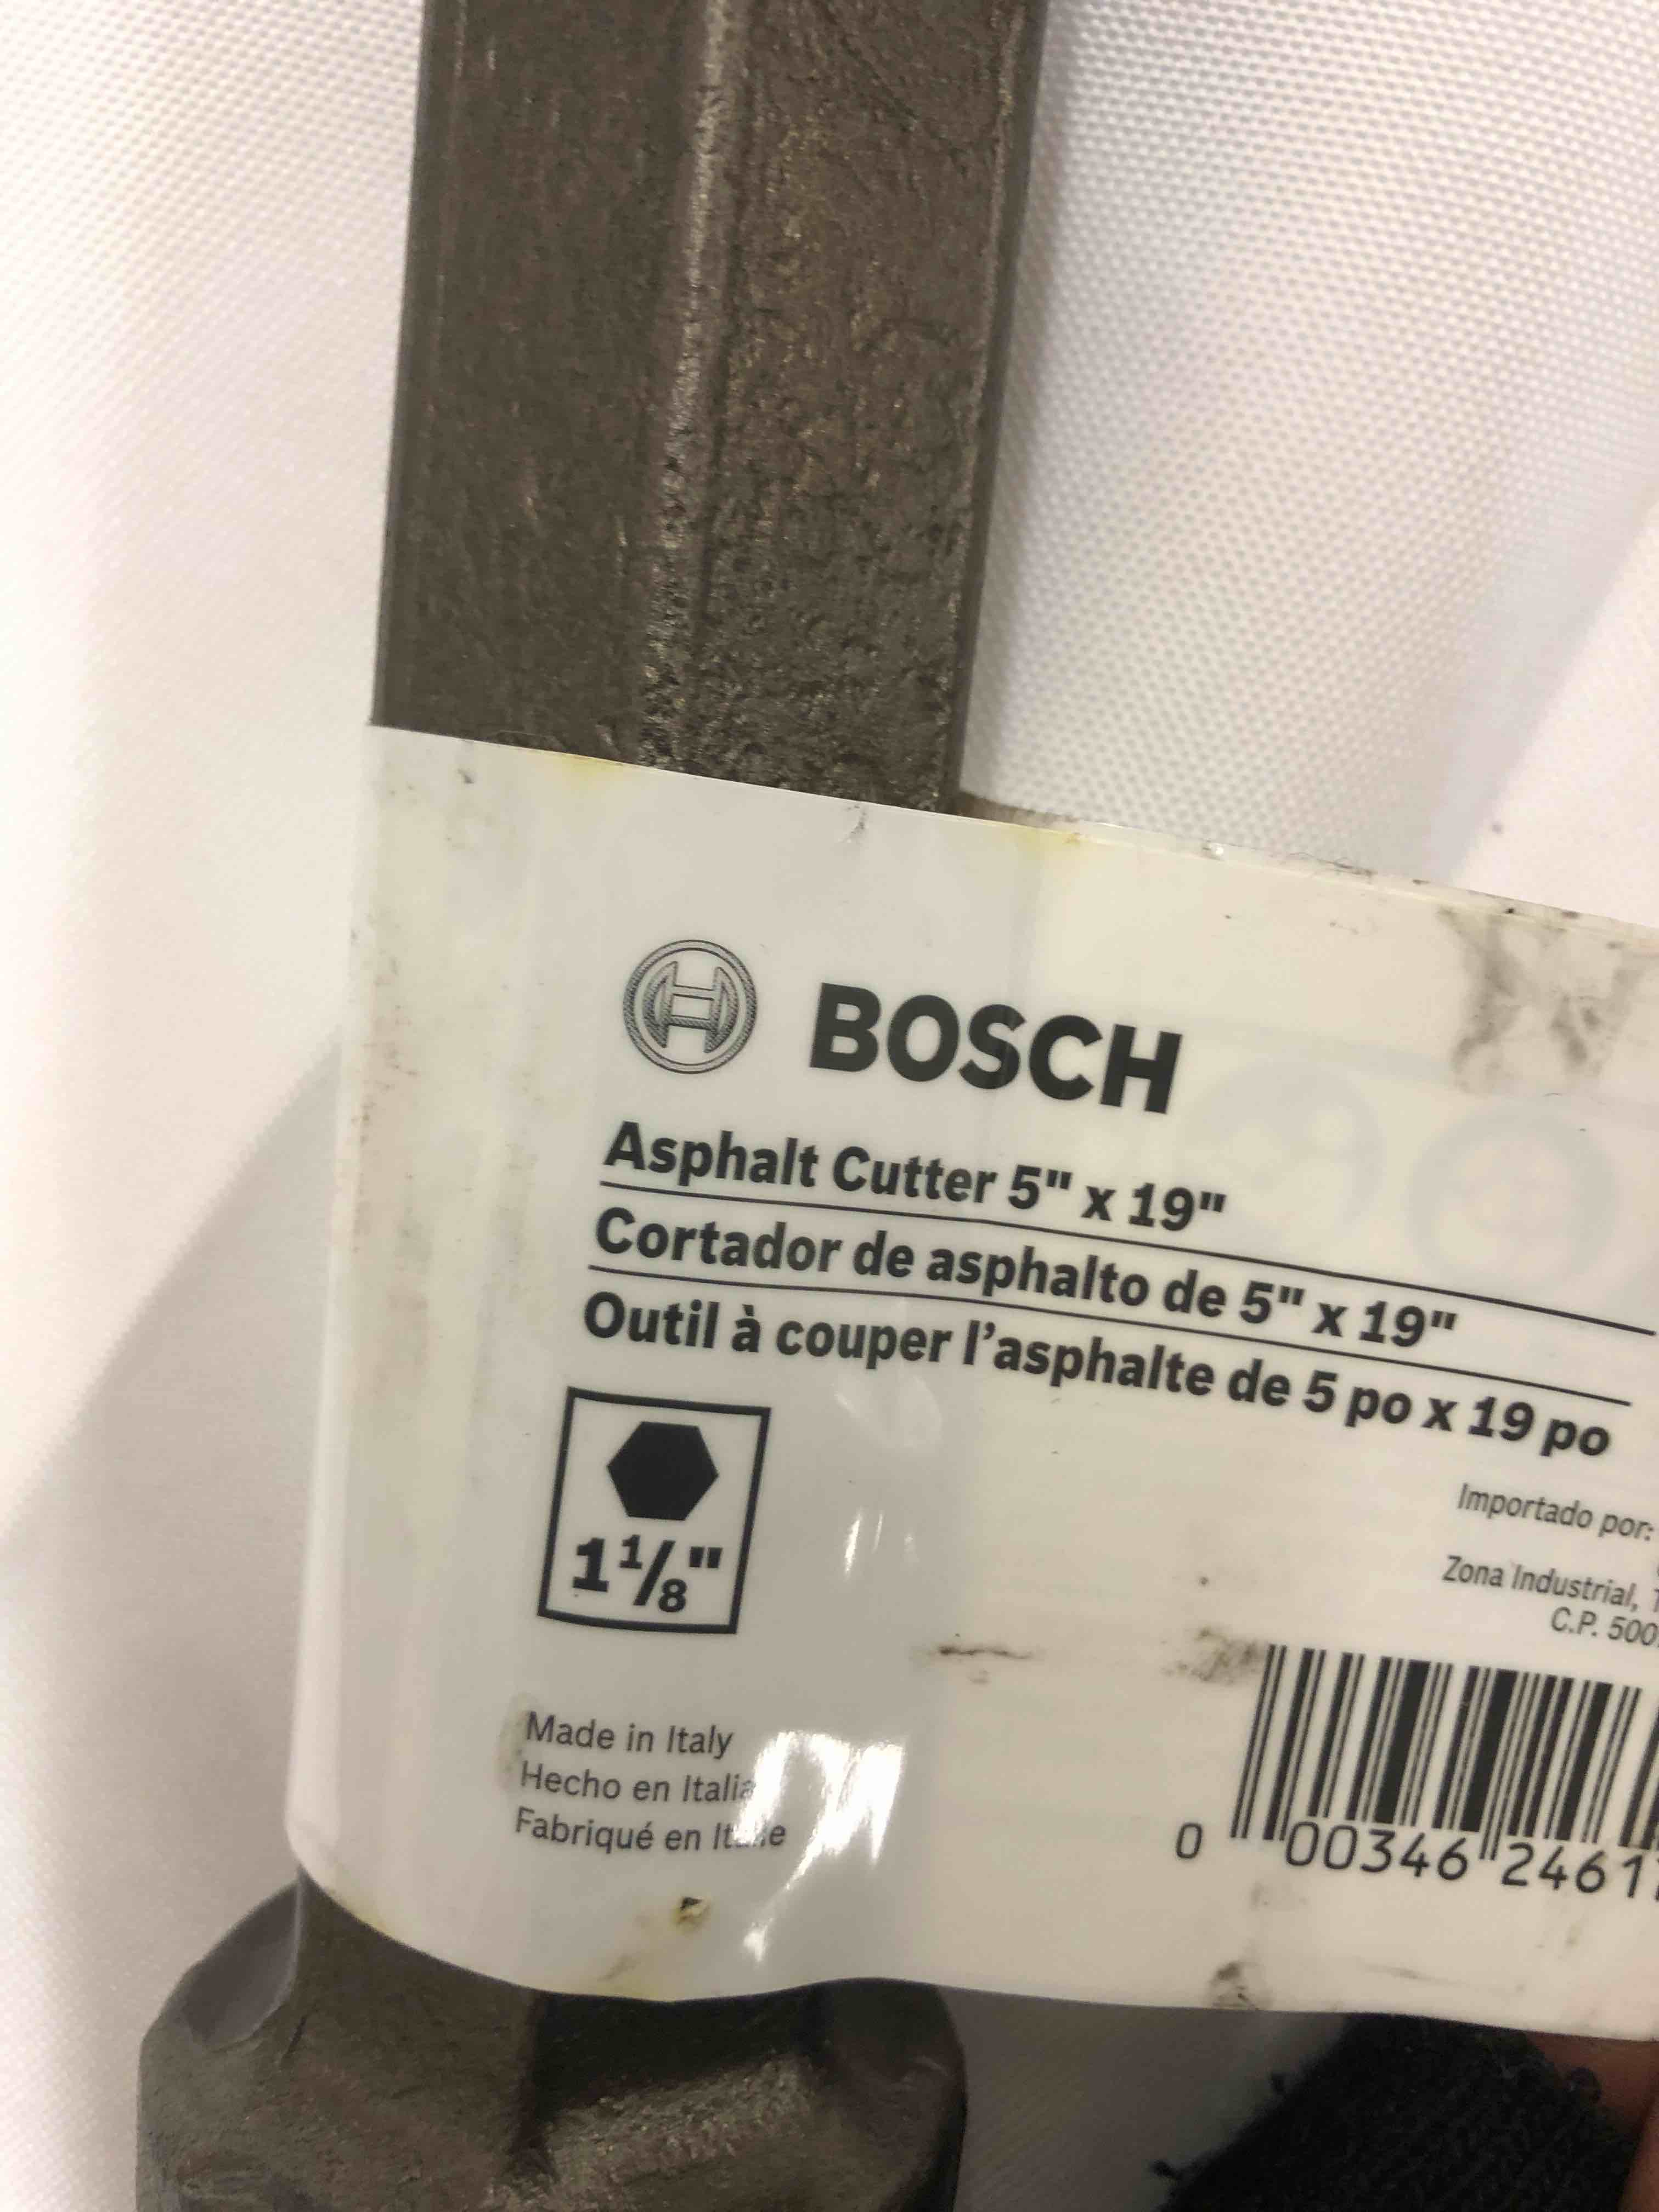 BOSCH
Asphalt Cutter 5" x 19"
Cortador de asphalto de 5" x 19"
Outil à couper l'asphalte de 5 po x 19 po
1 1/8"
Importado por:
Zona Industrial,
C.P. 500
Made in Italy
Hecho en Italia
Fabriqué en Italie
0 00346 2461